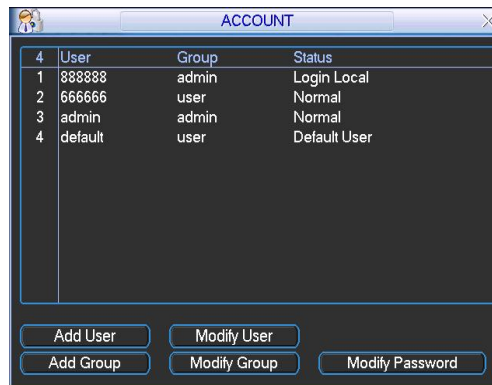 ACCOUNT
4 User Group Status
1 888888 admin Login Local
2 666666 user Normal
3 admin admin Normal
4 default user Default User
Add User Modify User
Add Group Modify Group Modify Password